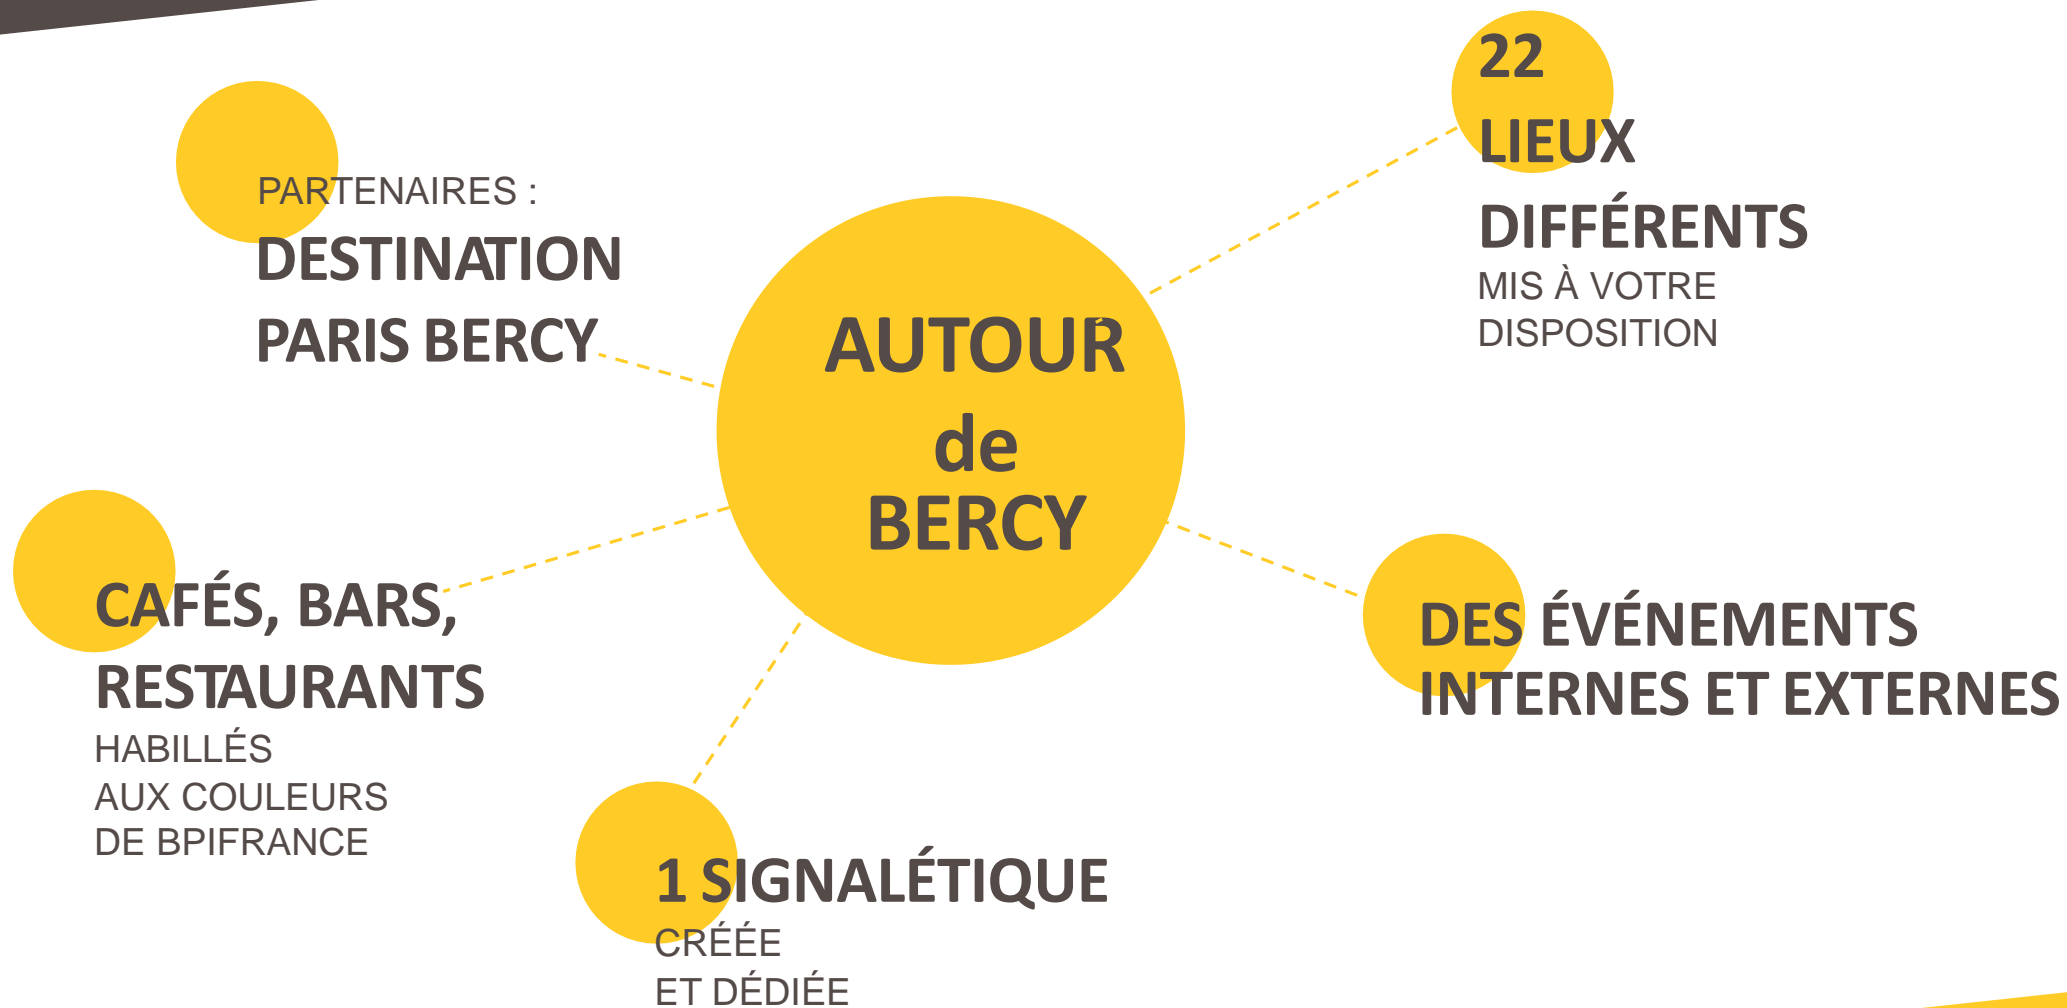 PARTENAIRES :
DESTINATION
PARIS BERCY
22
LIEUX
DIFFÉRENTS
MIS À VOTRE
DISPOSITION
AUTOUR
de
BERCY
CAFÉS, BARS,
RESTAURANTS
HABILLÉS
AUX COULEURS
DE BPIFRANCE
DES ÉVÉNEMENTS
INTERNES ET EXTERNES
1 SIGNALÉTIQUE
CRÉÉE
ET DÉDIÉE